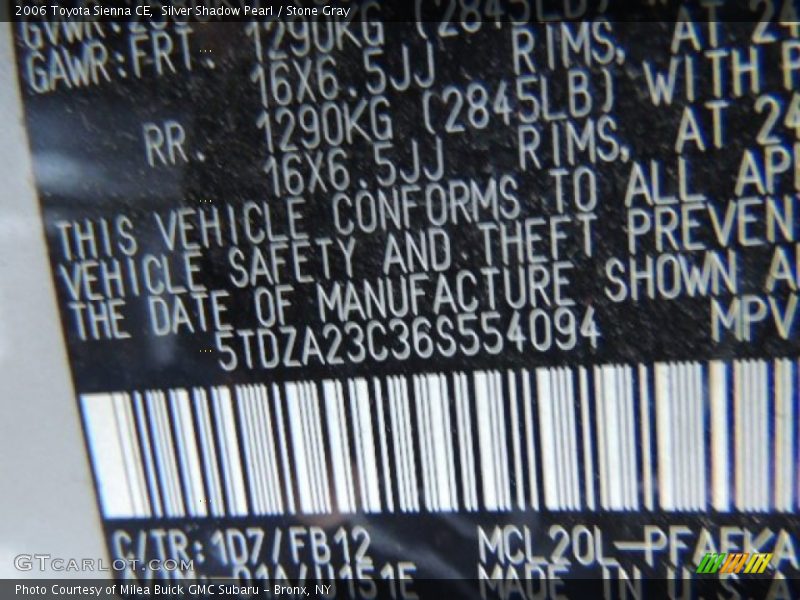 2006 Toyota Sienna CE, Silver Shadow Pearl / Stone Gray
1290KG (2845LB)
GAWR:FRT. 16X6.5JJ RIMS, AT 24
1290KG (2845LB) WITH P
RR. 16X6.5JJ RIMS, AT 24
THIS VEHICLE CONFORMS TO ALL APP
VEHICLE SAFETY AND THEFT PREVENT
THE DATE OF MANUFACTURE SHOWN A
5TDZA23C36S554094 MPV
C/TR:1D7/FB12 MCL20L-PFAEKA
MADE IN U.S.A
GTCarLot.com
Photo Courtesy of Milea Buick GMC Subaru - Bronx, NY